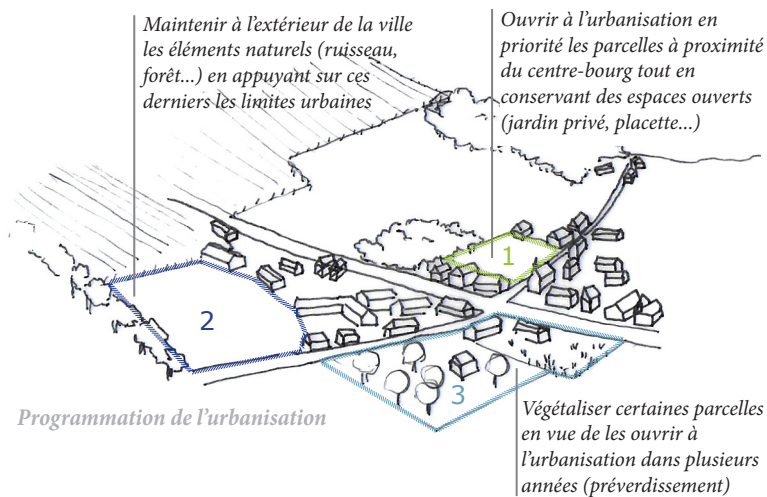 Maintenir à l'extérieur de la ville
les éléments naturels (ruisseau,
forêt...) en appuyant sur ces
derniers les limites urbaines
Ouvrir à l'urbanisation en
priorité les parcelles à proximité
du centre-bourg tout en
conservant des espaces ouverts
(jardin privé, placette...)
1
2
3
Programmation de l'urbanisation
Végétaliser certaines parcelles
en vue de les ouvrir à
l'urbanisation dans plusieurs
années (préverdissement)